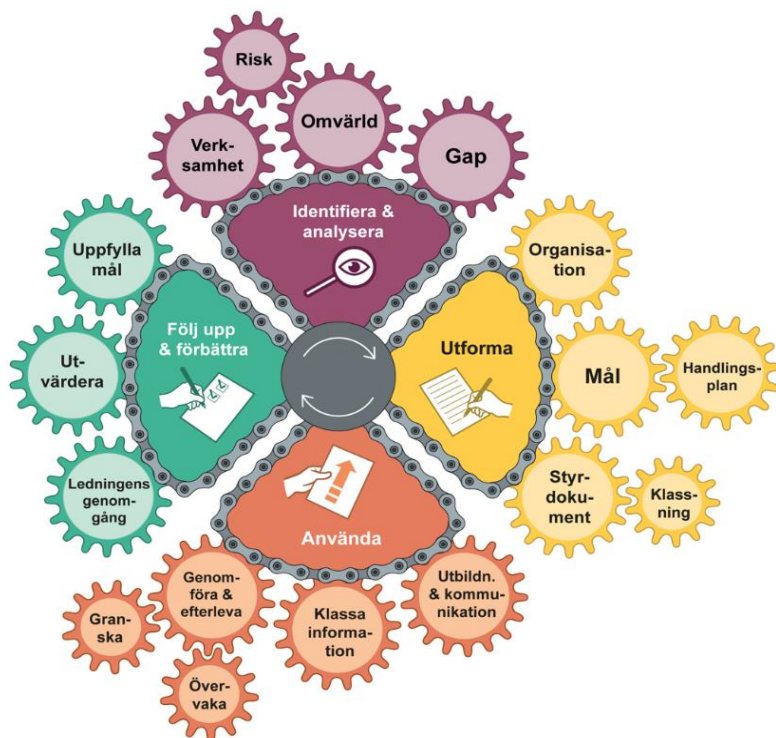 Risk
Omvärld
Verk-
samhet
Gap
Identifiera &
analysera
Uppfylla
mål
Organisa-
tion
Följ upp
& förbättra
Utforma
Ut-
värdera
Mål
Handlings-
plan
Ledningens
genom-
gång
Styr-
doku-
ment
Klass-
ning
Använda
Genom-
föra &
efterleva
Utbildn.
& kommu-
nikation
Gran-
ska
Klassa
informa-
tion
Över-
vaka